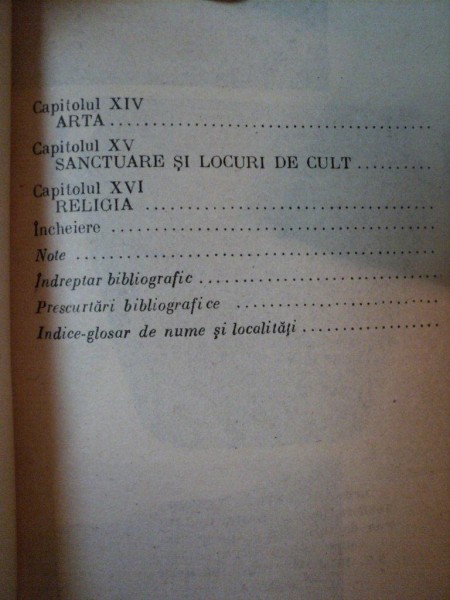 Capitolul XIV
ARTA
Capitolul XV
SANCTUARE ȘI LOCURI DE CULT
Capitolul XVI
RELIGIA
Încheiere
Note
Îndreptar bibliografic
Prescurtări bibliografice
Indice-glosar de nume și localități